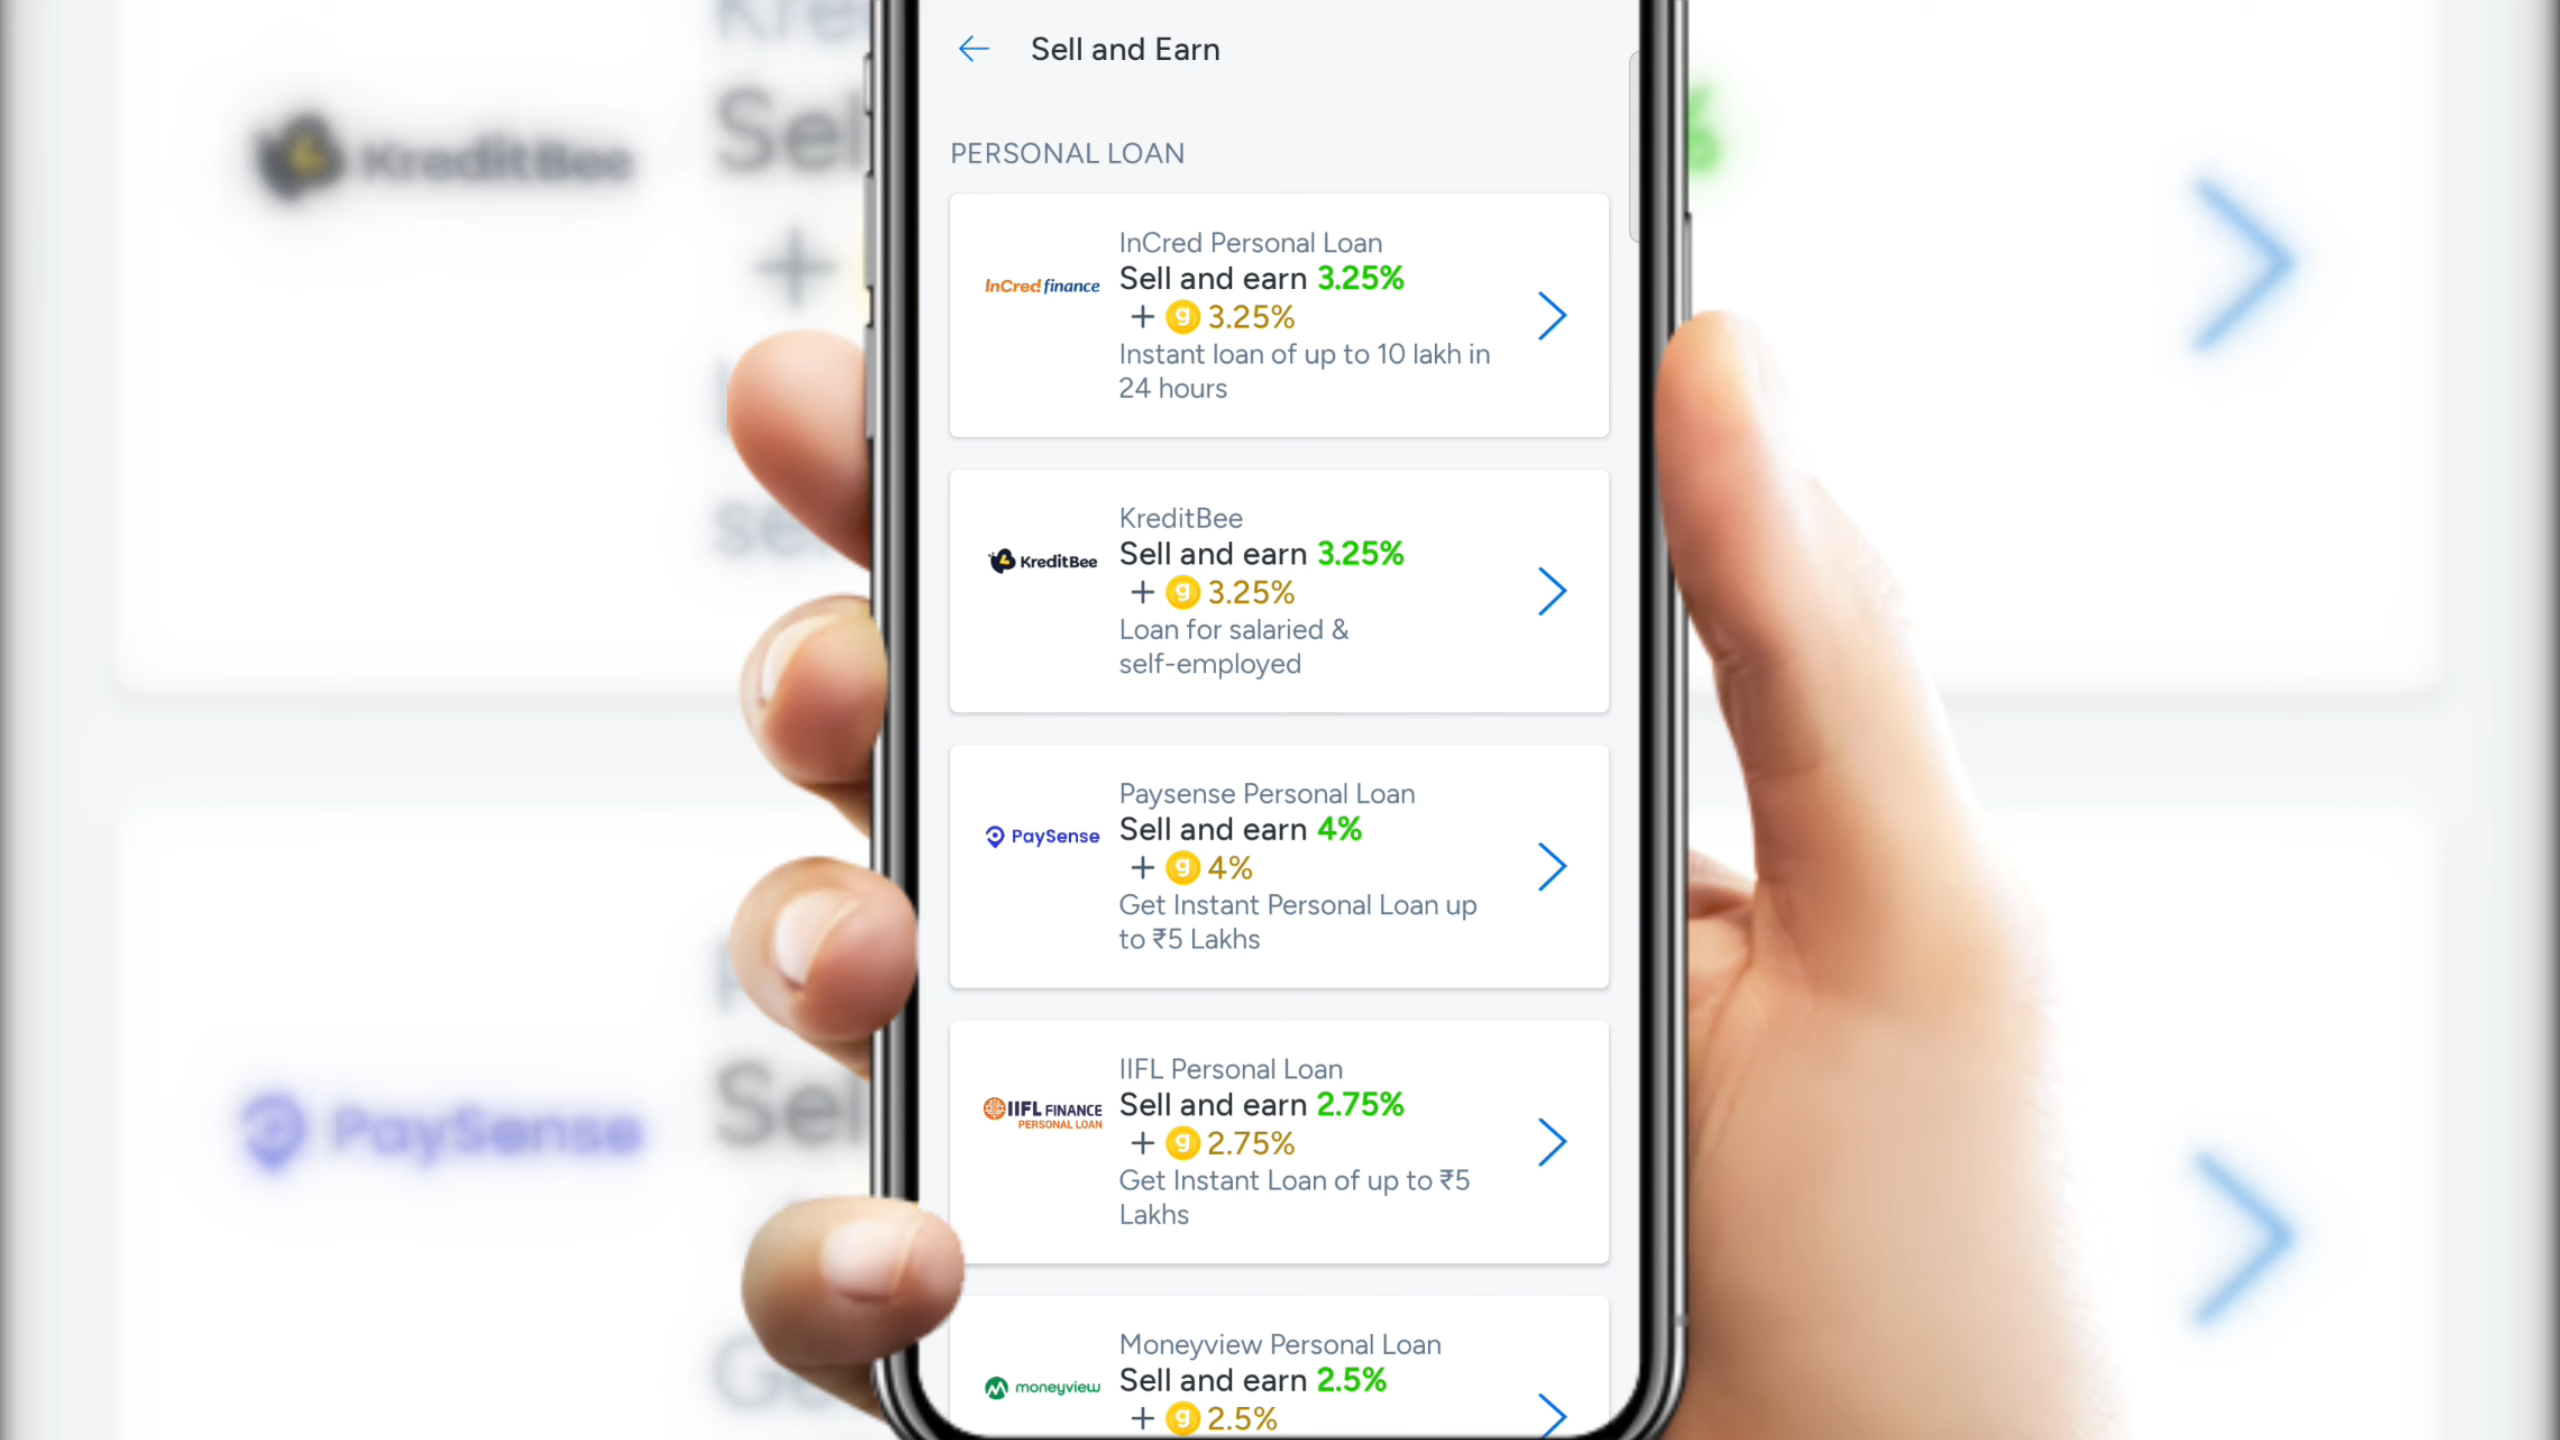 Sell and Earn
PERSONAL LOAN
InCred finance
InCred Personal Loan
Sell and earn 3.25%
+ g 3.25%
Instant loan of up to 10 lakh in
24 hours
KreditBee
KreditBee
Sell and earn 3.25%
+ g 3.25%
Loan for salaried &
self-employed
PaySense
Paysense Personal Loan
Sell and earn 4%
+ g 4%
Get Instant Personal Loan up
to ₹5 Lakhs
IIFL FINANCE
PERSONAL LOAN
IIFL Personal Loan
Sell and earn 2.75%
+ g 2.75%
Get Instant Loan of up to ₹5
Lakhs
moneyview
Moneyview Personal Loan
Sell and earn 2.5%
+ g 2.5%
KreditBee
Sel
+
se
PaySense
Sel